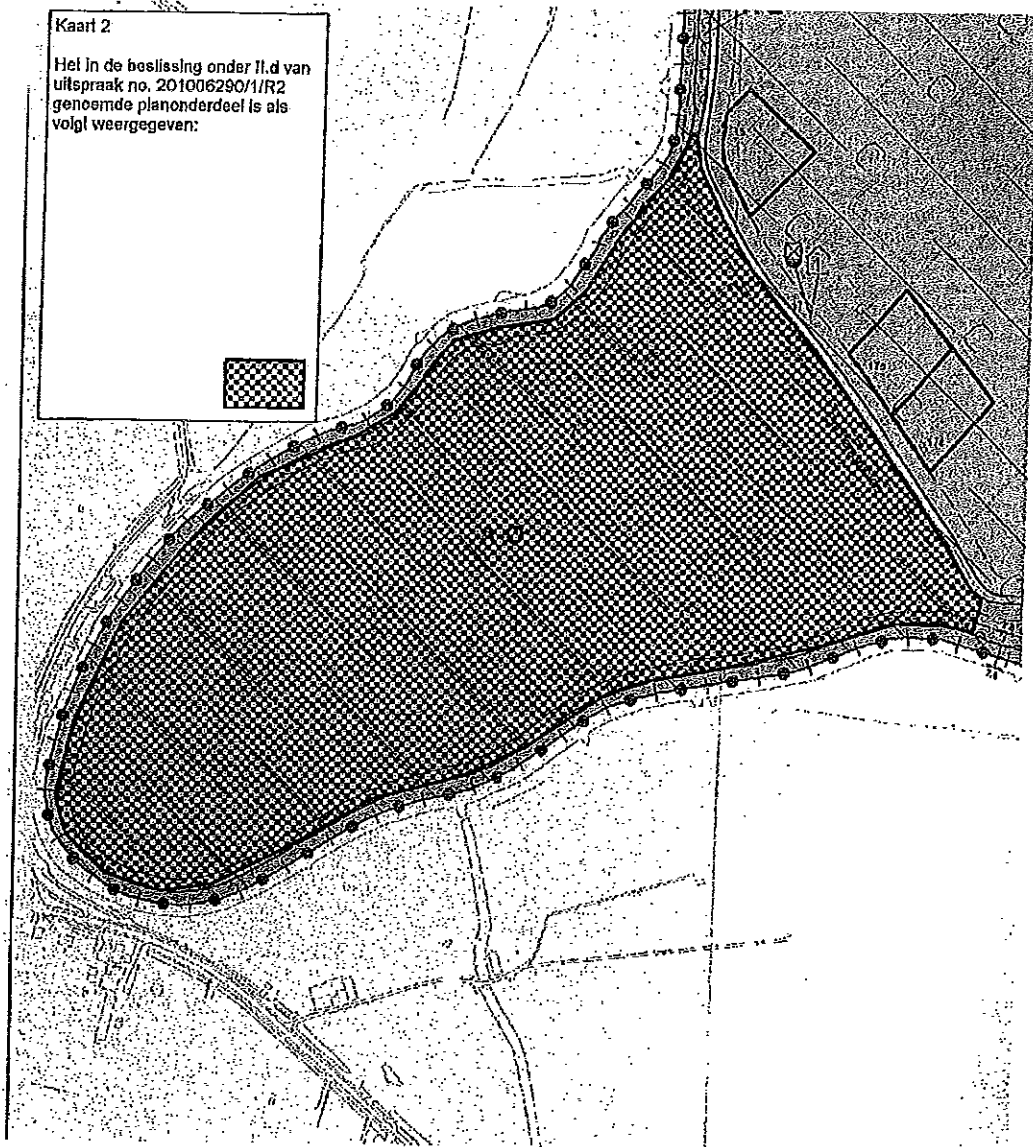 Kaart 2
Het in de beslissing onder II.d van
uitspraak no. 201006290/1/R2
genoemde planonderdeel is als
volgt weergegeven: